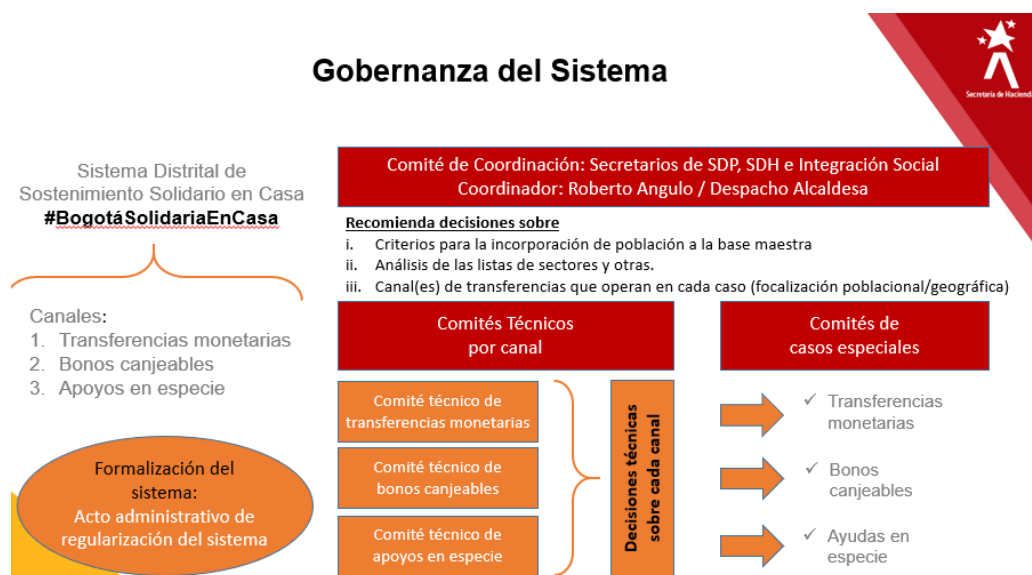 Gobernanza del Sistema
Secretaría de Hacienda
Sistema Distrital de
Sostenimiento Solidario en Casa
#BogotáSolidariaEnCasa
Canales:
1. Transferencias monetarias
2. Bonos canjeables
3. Apoyos en especie
Formalización del
sistema:
Acto administrativo de
regularización del sistema
Comité de Coordinación: Secretarios de SDP, SDH e Integración Social
Coordinador: Roberto Angulo / Despacho Alcaldesa
Recomienda decisiones sobre
i. Criterios para la incorporación de población a la base maestra
ii. Análisis de las listas de sectores y otras.
iii. Canal(es) de transferencias que operan en cada caso (focalización poblacional/geográfica)
Comités Técnicos
por canal
Comité técnico de
transferencias monetarias
Comité técnico de
bonos canjeables
Comité técnico de
apoyos en especie
Decisiones técnicas
sobre cada canal
Comités de
casos especiales
✓ Transferencias
monetarias
✓ Bonos
canjeables
✓ Ayudas en
especie